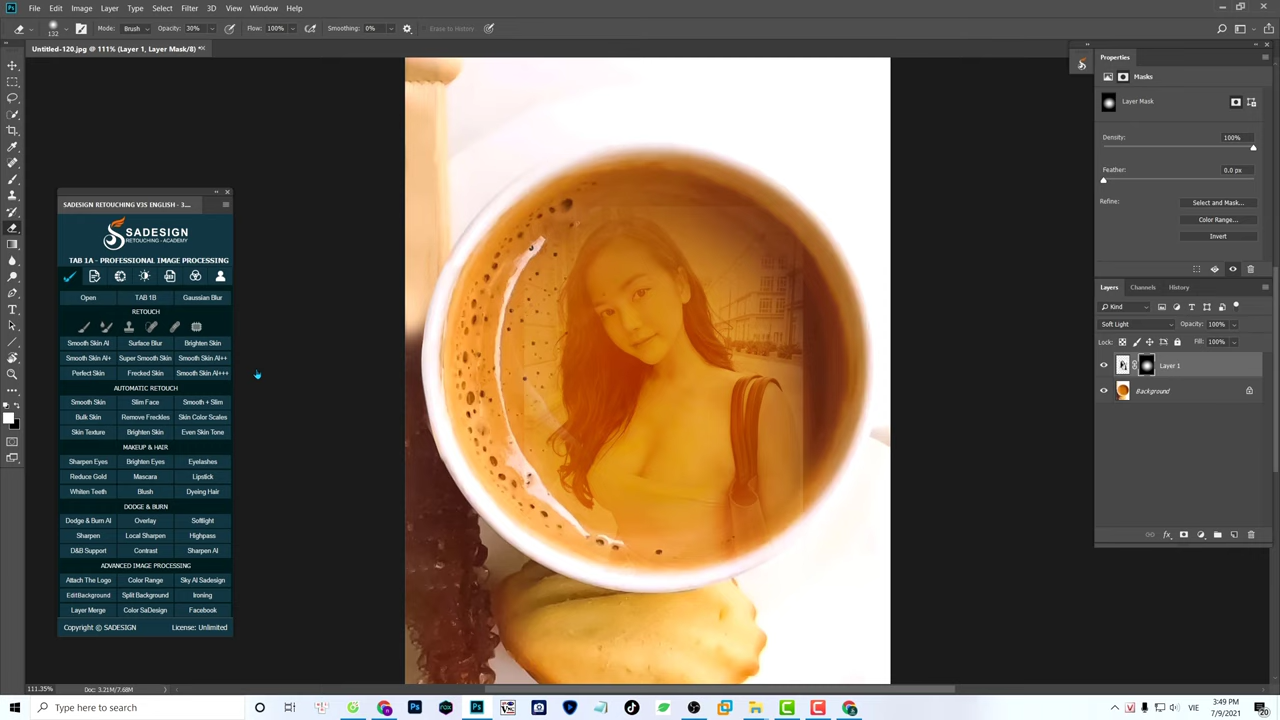 File Edit Image Layer Type Select Filter 3D View Window Help
132 Mode: Brush Opacity: 30% Flow: 100% Smoothing: 0% Erase to History
Untitled-120.jpg @ 111% (Layer 1, Layer Mask/8) *
SADESIGN RETOUCHING V3S ENGLISH - 3....
SADESIGN
RETOUCHING - ACADEMY
TAB 1A - PROFESSIONAL IMAGE PROCESSING
Open TAB 1B Gaussian Blur
RETOUCH
Smooth Skin AI Surface Blur Brighten Skin
Smooth Skin AI+ Super Smooth Skin Smooth Skin AI++
Perfect Skin Frecked Skin Smooth Skin AI+++
AUTOMATIC RETOUCH
Smooth Skin Slim Face Smooth + Slim
Bulk Skin Remove Freckles Skin Color Scales
Skin Texture Brighten Skin Even Skin Tone
MAKEUP & HAIR
Sharpen Eyes Brighten Eyes Eyelashes
Reduce Gold Mascara Lipstick
Whiten Teeth Blush Dyeing Hair
DODGE & BURN
Dodge & Burn AI Overlay Softlight
Sharpen Local Sharpen Highpass
D&B Support Contrast Sharpen AI
ADVANCED IMAGE PROCESSING
Attach The Logo Color Range Sky AI Sadesign
EditBackground Split Background Ironing
Layer Merge Color SaDesign Facebook
Copyright © SADESIGN License: Unlimited
Properties
Masks
Layer Mask
Density: 100%
Feather: 0.0 px
Refine: Select and Mask...
Color Range...
Invert
Layers Channels History
Kind
Soft Light Opacity: 100%
Lock: Fill: 100%
Layer 1
Background
111.35% Doc: 3.21M/7.68M
Type here to search
VIE
3:49 PM
7/9/2021